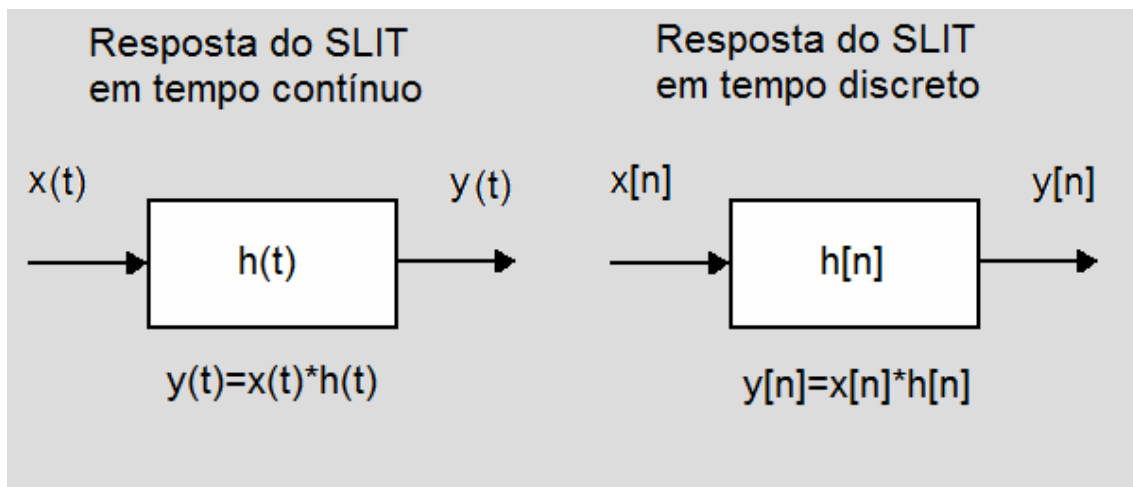 Resposta do SLIT
em tempo contínuo
x(t)
y(t)
h(t)
y(t)=x(t)*h(t)
Resposta do SLIT
em tempo discreto
x[n]
y[n]
h[n]
y[n]=x[n]*h[n]